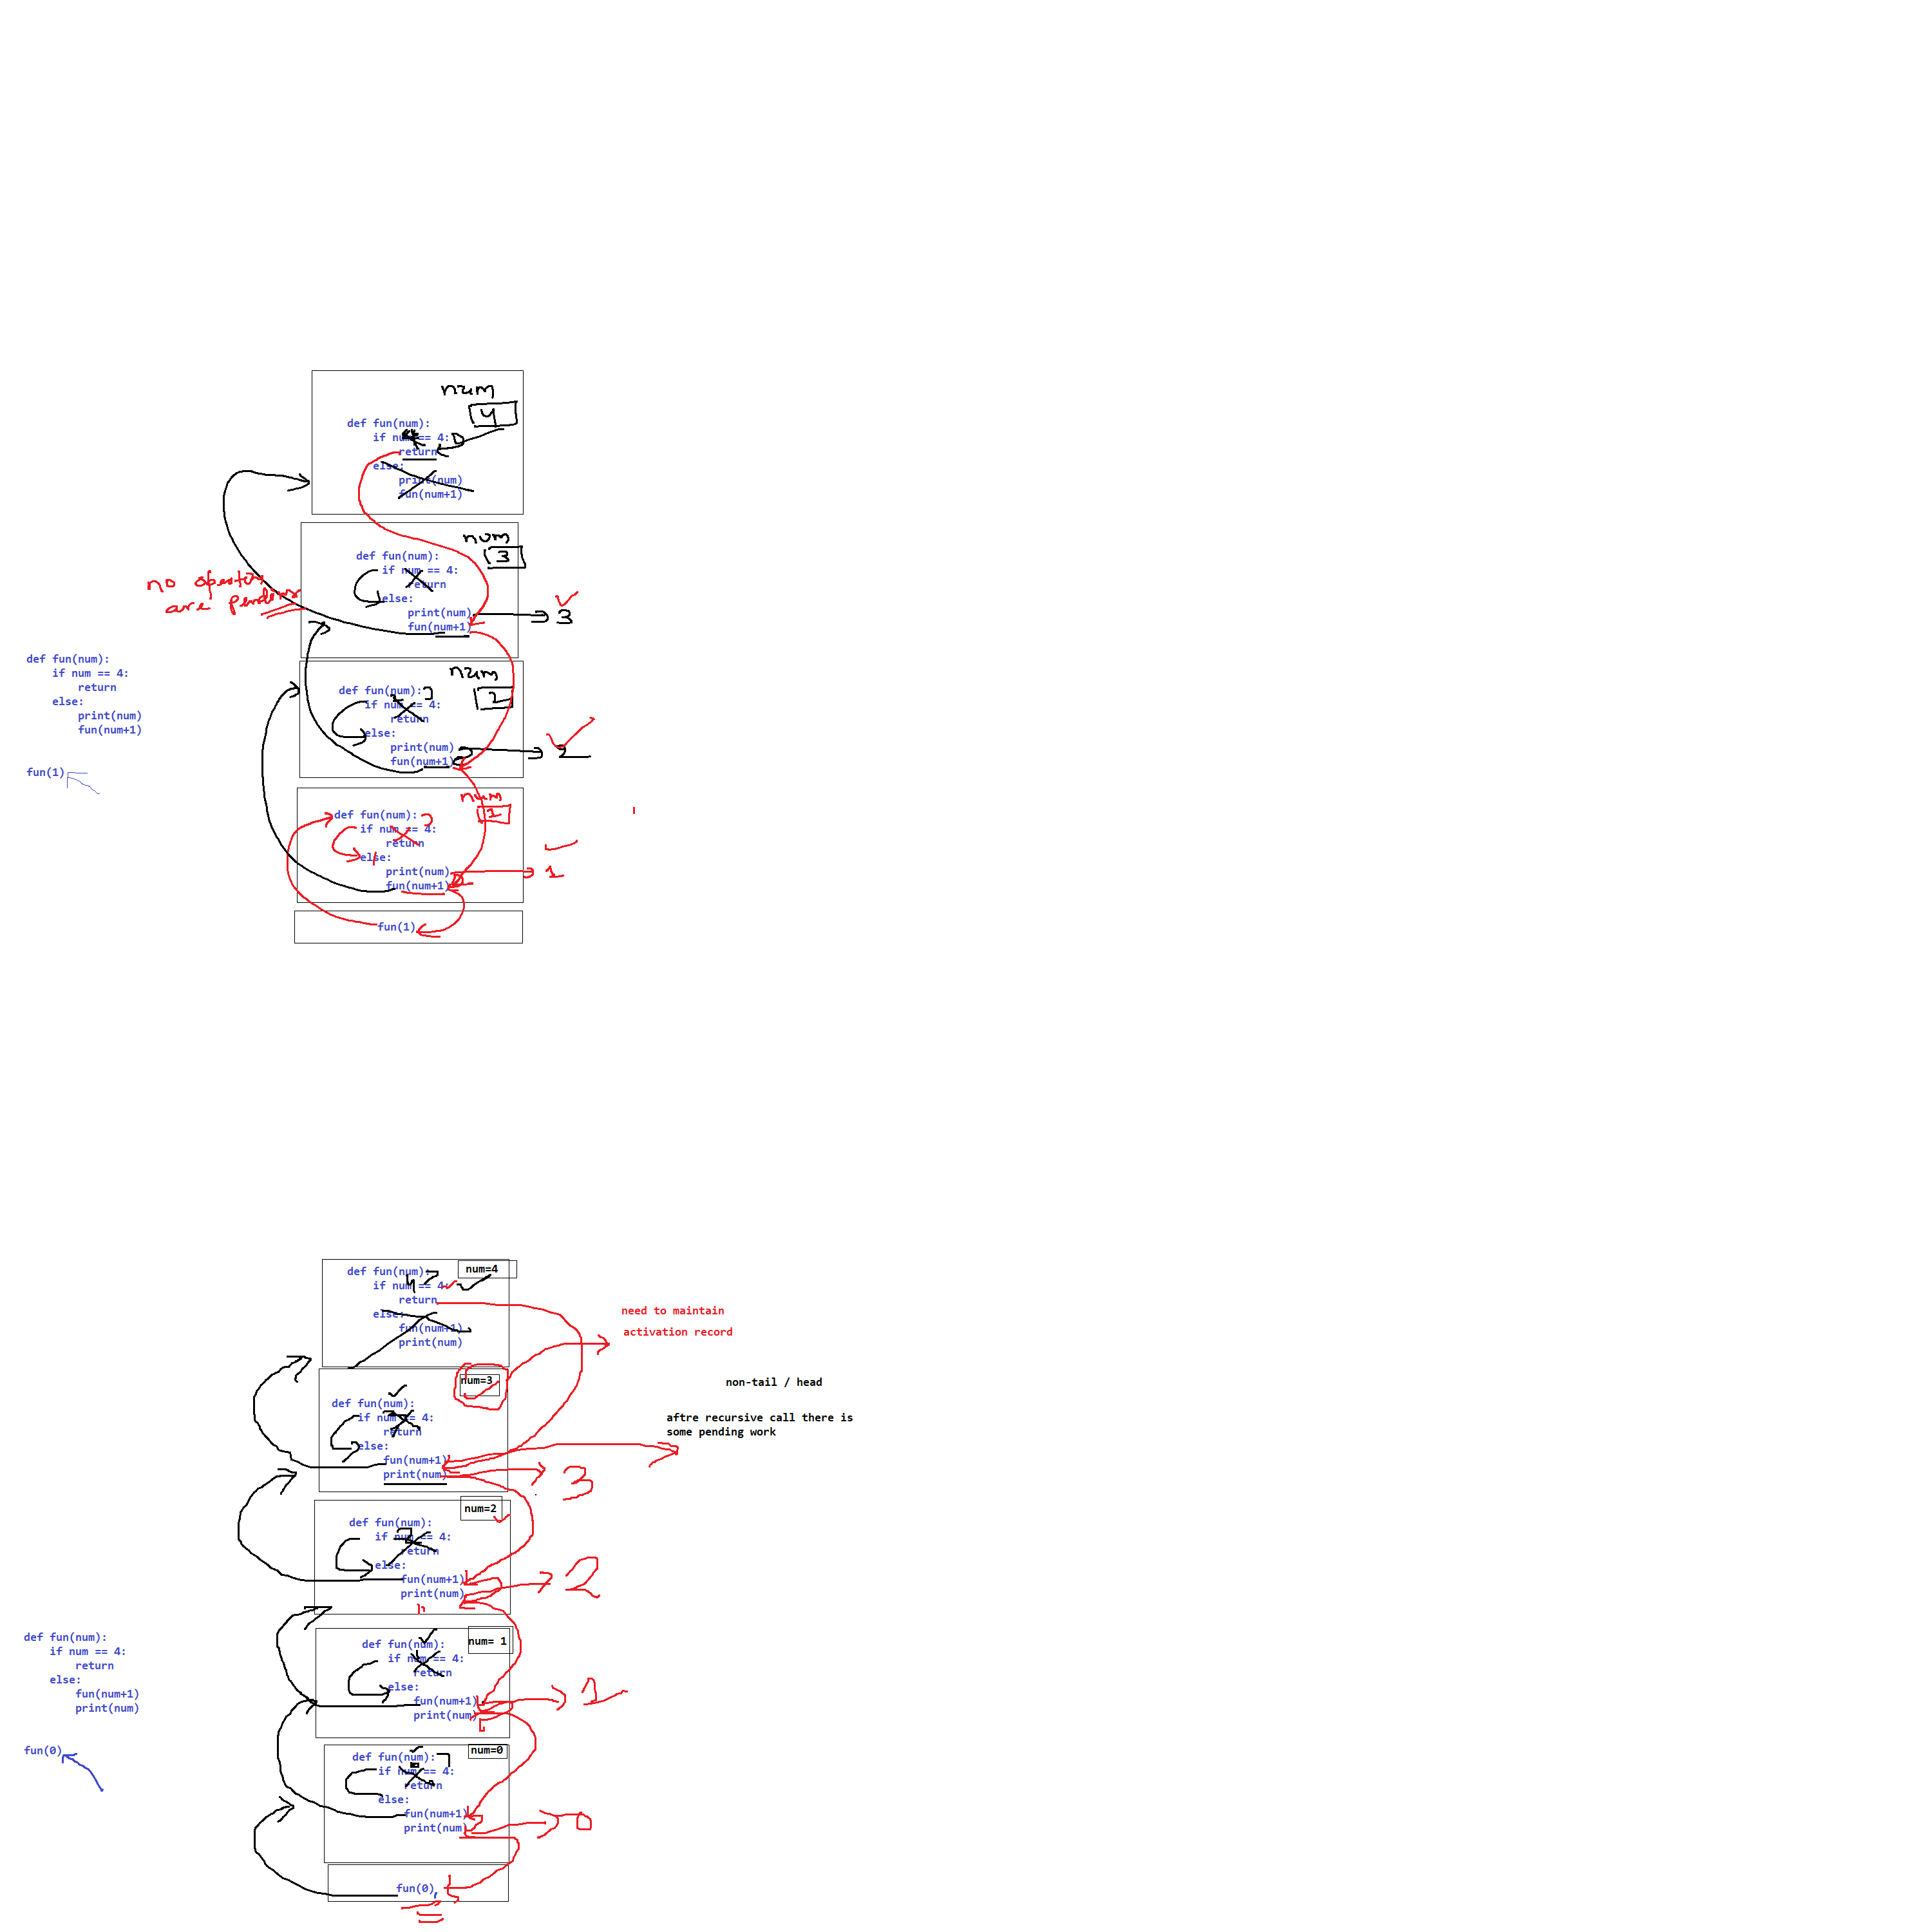 num
4
def fun(num):
if num == 4:
return
else:
print(num)
fun(num+1)
num
3
def fun(num):
if num == 4:
return
else:
print(num)
fun(num+1)
3
no
are pending
def fun(num):
if num == 4:
return
else:
print(num)
fun(num+1)
fun(1)
num
2
def fun(num):
if num == 4:
return
else:
print(num)
fun(num+1)
2
num
1
def fun(num):
if num == 4:
return
else:
print(num)
fun(num+1)
1
fun(1)
num=4
def fun(num):
4
if num == 4:
return
else:
fun(num+1)
print(num)
need to maintain
activation record
num=3
def fun(num):
if num == 4:
return
else:
fun(num+1)
print(num)
3
non-tail / head
aftre recursive call there is
some pending work
num=2
def fun(num):
if num == 4:
return
else:
fun(num+1)
print(num)
2
def fun(num):
if num == 4:
return
else:
fun(num+1)
print(num)
fun(0)
num= 1
def fun(num):
if num == 4:
return
else:
fun(num+1)
print(num)
1
num=0
def fun(num):
if num == 4:
return
else:
fun(num+1)
print(num)
0
fun(0)